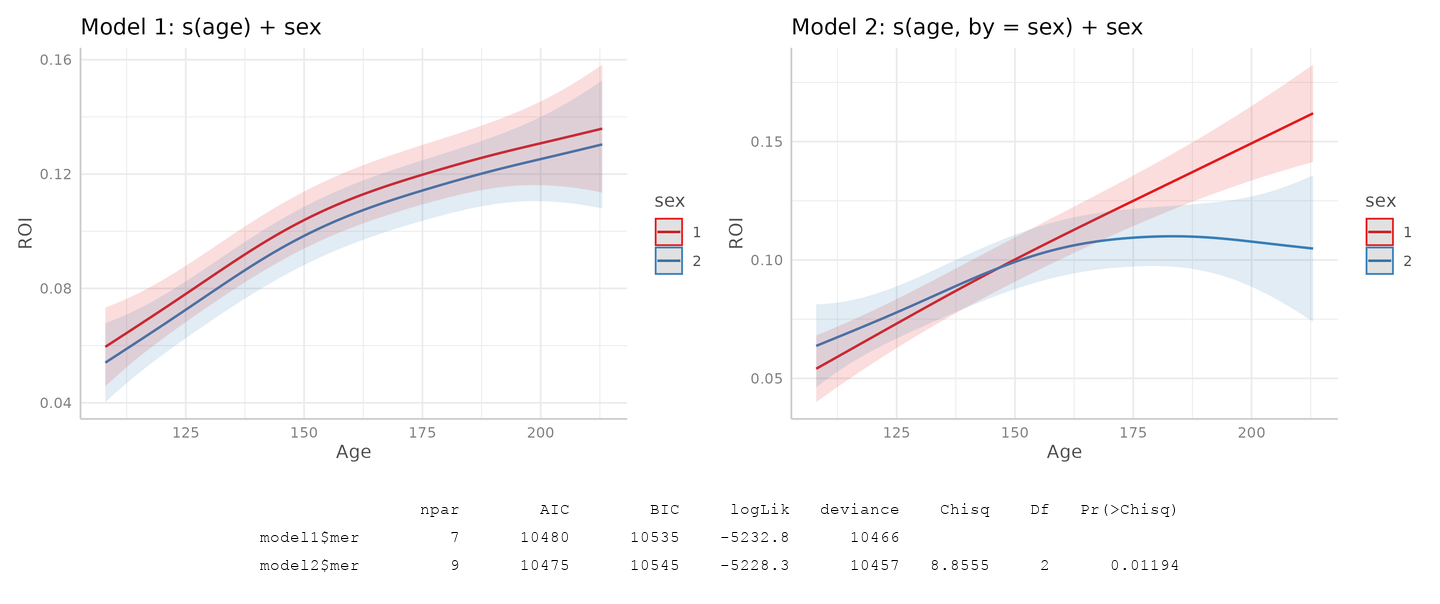 Model 1: s(age) + sex
0.16
0.12
0.08
0.04
ROI
125 150 175 200
Age
sex
1
2
Model 2: s(age, by = sex) + sex
0.15
0.10
0.05
ROI
125 150 175 200
Age
sex
1
2
npar AIC BIC logLik deviance Chisq Df Pr(>Chisq)
model1$mer 7 10480 10535 -5232.8 10466
model2$mer 9 10475 10545 -5228.3 10457 8.8555 2 0.01194